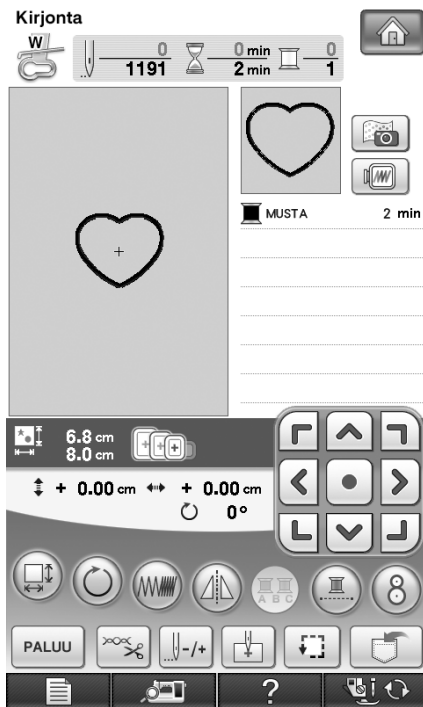 Kirjonta
W
0 0 min 0
1191 2 min 1
MUSTA 2 min
6.8 cm
8.0 cm
+ 0.00 cm + 0.00 cm
0°
A B C
8
PALUU -/+
?